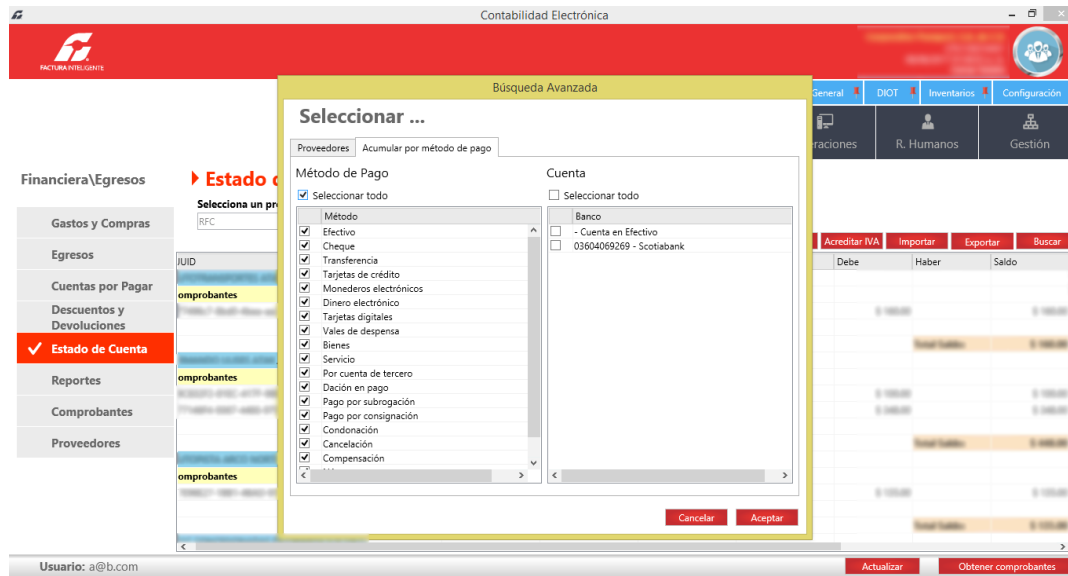 Contabilidad Electrónica
FACTURA INTELIGENTE
General DIOT Inventarios Configuración
raciones R. Humanos Gestión
Búsqueda Avanzada
Seleccionar ...
Proveedores Acumular por método de pago
Método de Pago Cuenta
Seleccionar todo Seleccionar todo
Método Banco
Efectivo - Cuenta en Efectivo
Cheque 03604069269 - Scotiabank
Transferencia
Tarjetas de crédito
Monederos electrónicos
Dinero electrónico
Tarjetas digitales
Vales de despensa
Bienes
Servicio
Por cuenta de tercero
Dación en pago
Pago por subrogación
Pago por consignación
Condonación
Cancelación
Compensación
Cancelar Aceptar
Financiera\Egresos
Gastos y Compras
Egresos
Cuentas por Pagar
Descuentos y
Devoluciones
Estado de Cuenta
Reportes
Comprobantes
Proveedores
Estado d
Selecciona un pr
RFC
Acreditar IVA Importar Exportar Buscar
UUID Debe Haber Saldo
omprobantes
omprobantes
omprobantes
Usuario: a@b.com Actualizar Obtener comprobantes